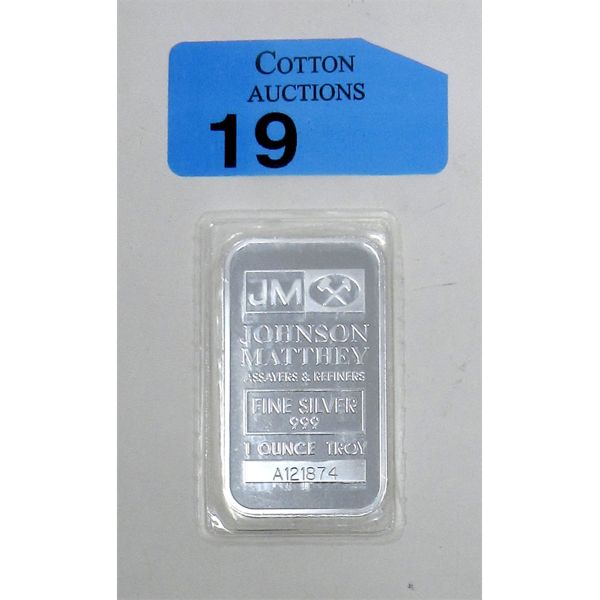 COTTON
AUCTIONS
19
JM
JOHNSON
MATTHEY
ASSAYERS & REFINERS
FINE SILVER
999
1 OUNCE TROY
A121874